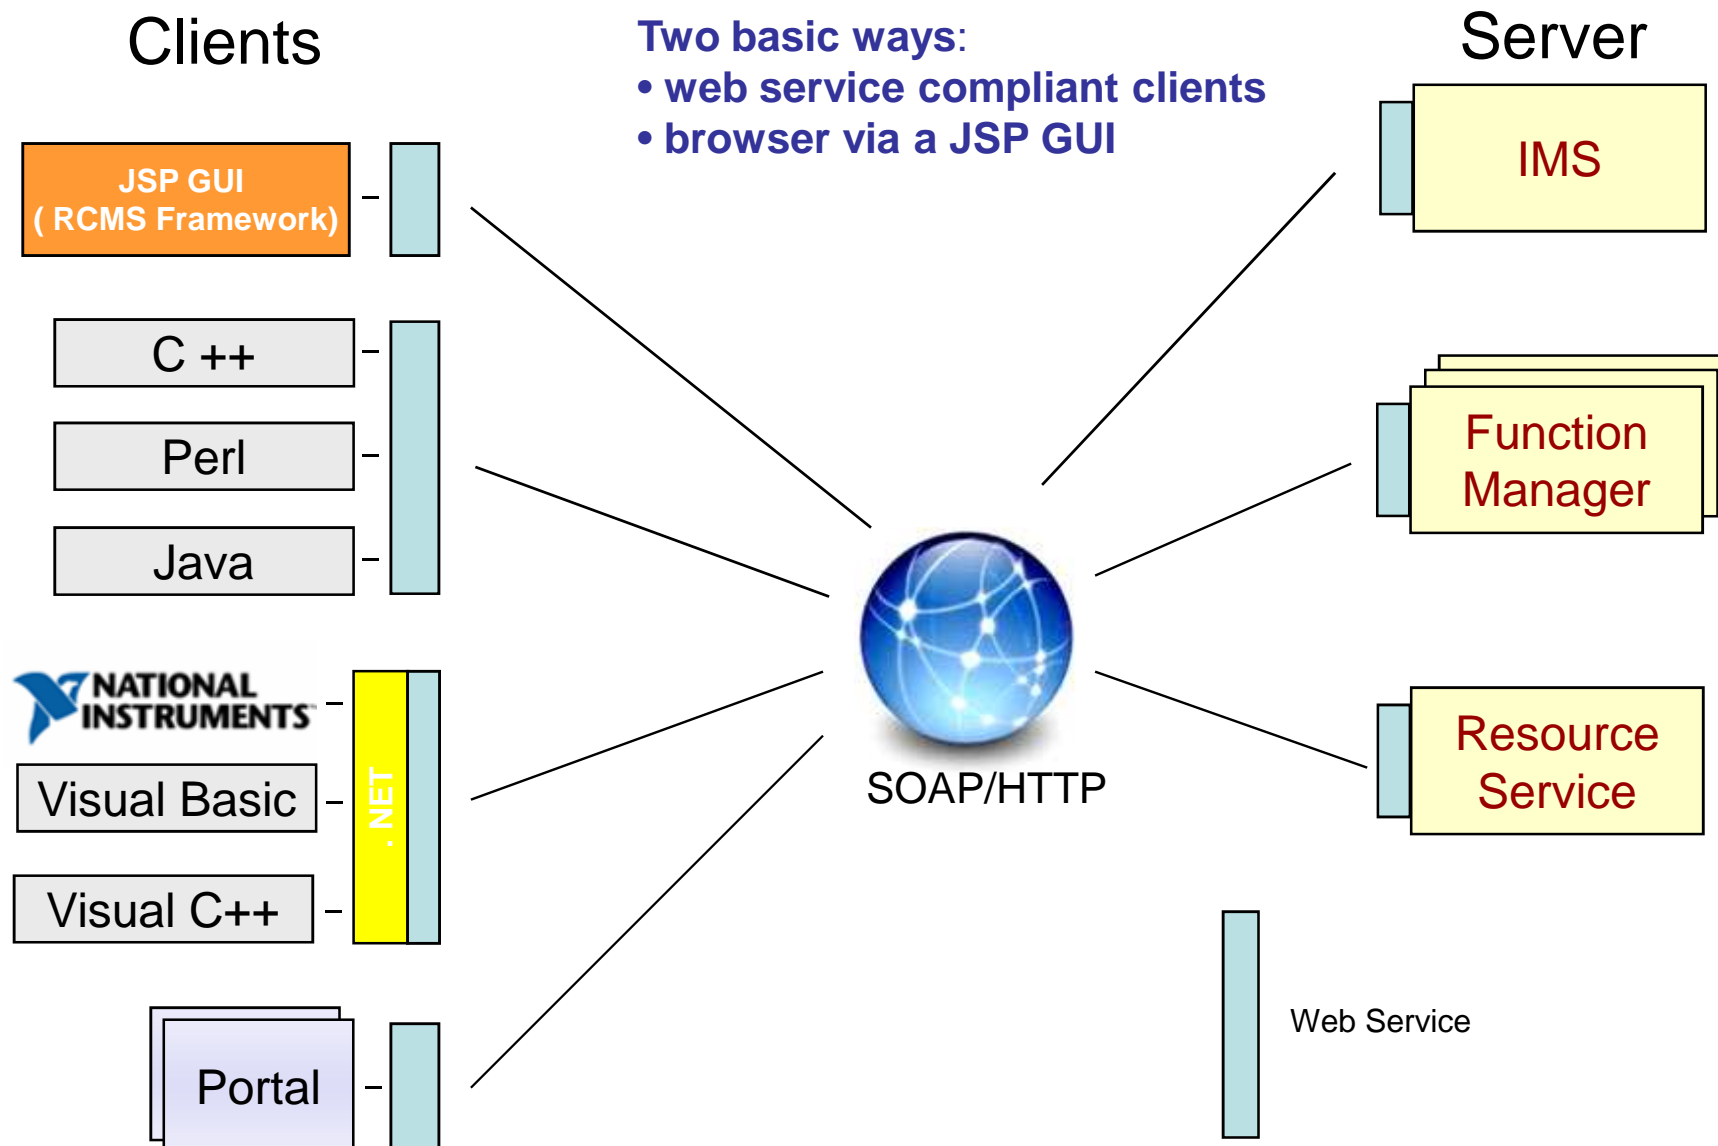 Clients
Two basic ways:
• web service compliant clients
• browser via a JSP GUI
Server
JSP GUI
( RCMS Framework)
C ++
Perl
Java
NATIONAL
INSTRUMENTS
Visual Basic
Visual C++
. NET
Portal
SOAP/HTTP
IMS
Function
Manager
Resource
Service
Web Service